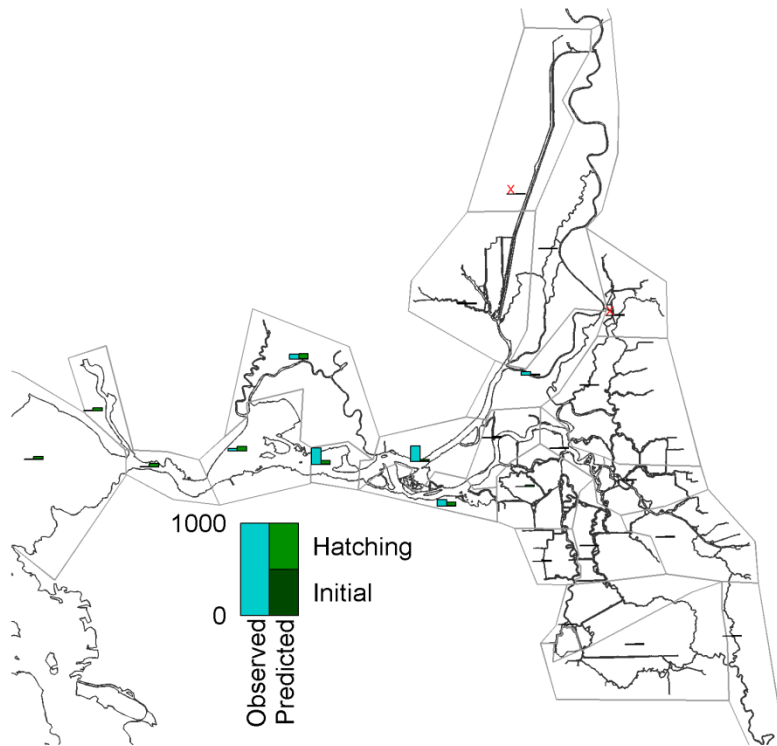 X
X
1000
Hatching
Initial
0
Observed
Predicted